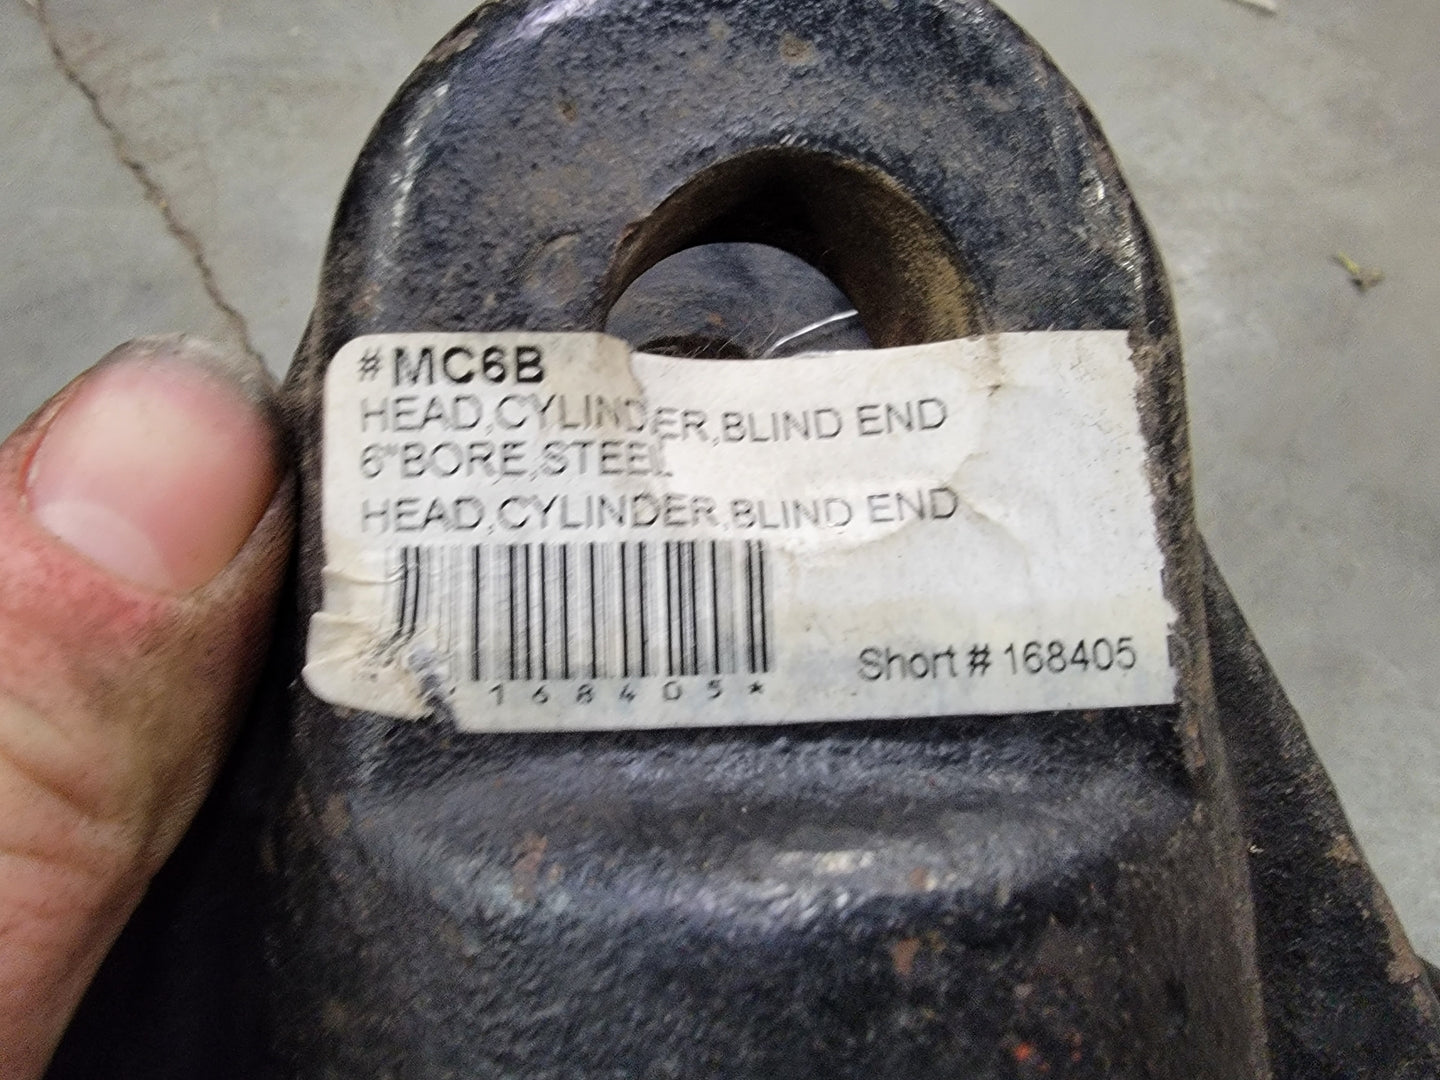 #MC6B
HEAD,CYLINDER,BLIND END
6"BORE,STEEL
HEAD,CYLINDER,BLIND END
168405*
Short # 168405